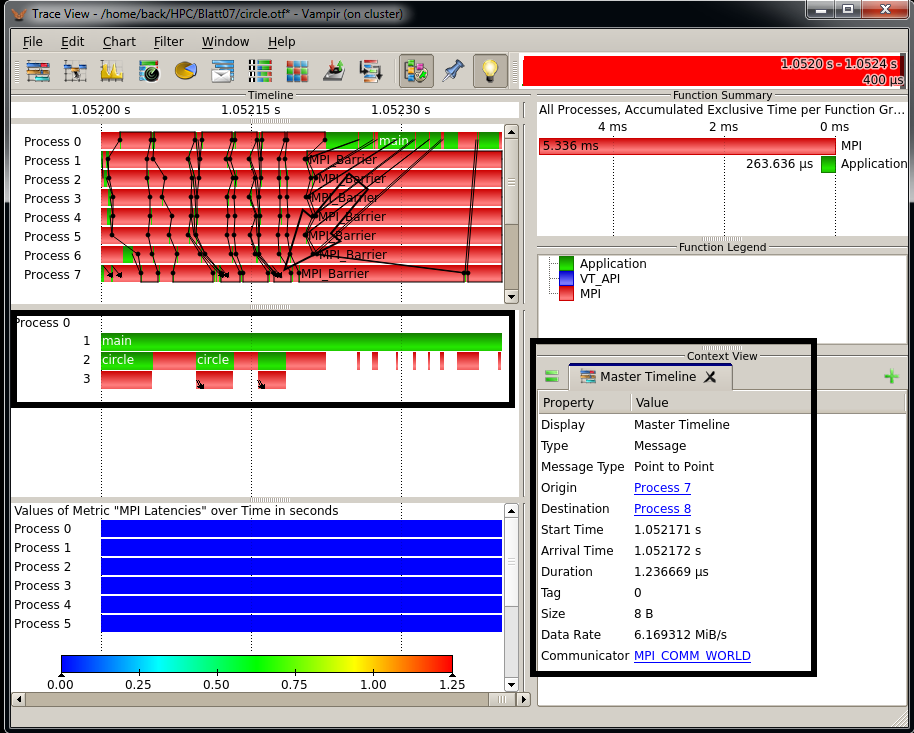 Trace View - /home/back/HPC/Blatt07/circle.otf* - Vampir (on cluster)
File Edit Chart Filter Window Help
1.0520 s - 1.0524 s
400 µs
Timeline
1.05200 s 1.05215 s 1.05230 s
Process 0 main
Process 1 MPI_Barrier
Process 2 MPI_Barrier
Process 3 MPI_Barrier
Process 4 MPI_Barrier
Process 5 MPI_Barrier
Process 6 MPI_Barrier
Process 7 MPI_Barrier
Process 0
1 main
2 circle circle
3
Values of Metric "MPI Latencies" over Time in seconds
Process 0
Process 1
Process 2
Process 3
Process 4
Process 5
0.00 0.25 0.50 0.75 1.00 1.25
Function Summary
All Processes, Accumulated Exclusive Time per Function Gr...
4 ms 2 ms 0 ms
5.336 ms MPI
263.636 µs Application
Function Legend
Application
VT_API
MPI
Context View
Master Timeline
Property Value
Display Master Timeline
Type Message
Message Type Point to Point
Origin Process 7
Destination Process 8
Start Time 1.052171 s
Arrival Time 1.052172 s
Duration 1.236669 µs
Tag 0
Size 8 B
Data Rate 6.169312 MiB/s
Communicator MPI_COMM_WORLD